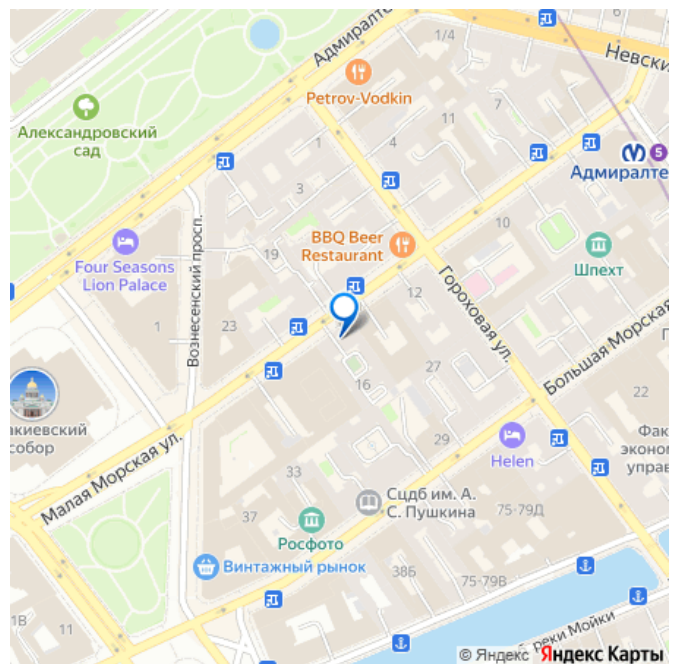 Адмиралте
1/4
Невски
Petrov-Vodkin
11
7
Александровский
сад
1
4
3
5
Адмиралте
10
BBQ Beer
Restaurant
19
Four Seasons
Lion Palace
Вознесенский просп.
Шпехт
Гороховая ул.
12
1
23
Большая Морская
27
16
22
акиевский
собор
Малая Морская ул.
29
Helen
Фак
эконом
управ
33
Сцдб им. А.
С. Пушкина
37
75-79Д
Росфото
Винтажный рынок
38Б
75-79В
1В
11
реки Мойки
© Яндекс Яндекс Карты